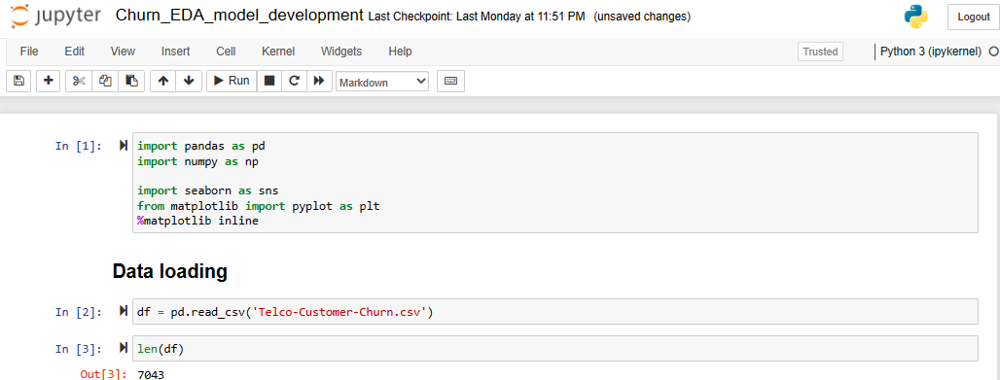 jupyter Churn_EDA_model_development Last Checkpoint: Last Monday at 11:51 PM (unsaved changes) Logout
File Edit View Insert Cell Kernel Widgets Help Trusted Python 3 (ipykernel)
Run Markdown
In [1]: import pandas as pd
import numpy as np
import seaborn as sns
from matplotlib import pyplot as plt
%matplotlib inline
Data loading
In [2]: df = pd.read_csv('Telco-Customer-Churn.csv')
In [3]: len(df)
Out[3]: 7043